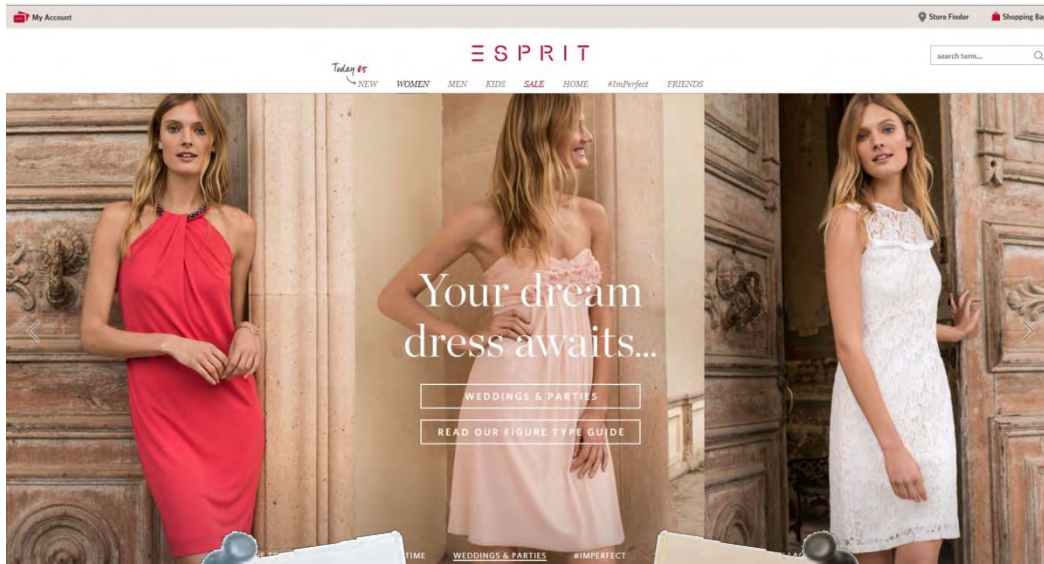 My Account
Store Finder
Shopping
ESPRIT
search term...
Today 85
NEW WOMEN MEN KIDS SALE HOME #ImPerfect FRIENDS
Your dream
dress awaits...
WEDDINGS & PARTIES
READ OUR FIGURE TYPE GUIDE
TIME WEDDINGS & PARTIES #IMPERFECT